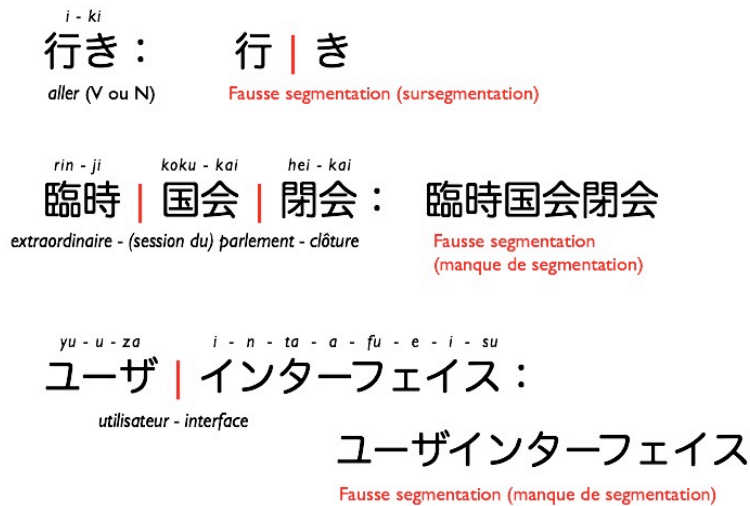 i - ki
行き： 行 | き
aller (V ou N) Fausse segmentation (sursegmentation)
rin - ji koku - kai hei - kai
臨時 | 国会 | 閉会： 臨時国会閉会
extraordinaire - (session du) parlement - clôture Fausse segmentation
(manque de segmentation)
yu - u - za i - n - ta - a - fu - e - i - su
ユーザ | インターフェイス：
utilisateur - interface
ユーザインターフェイス
Fausse segmentation (manque de segmentation)